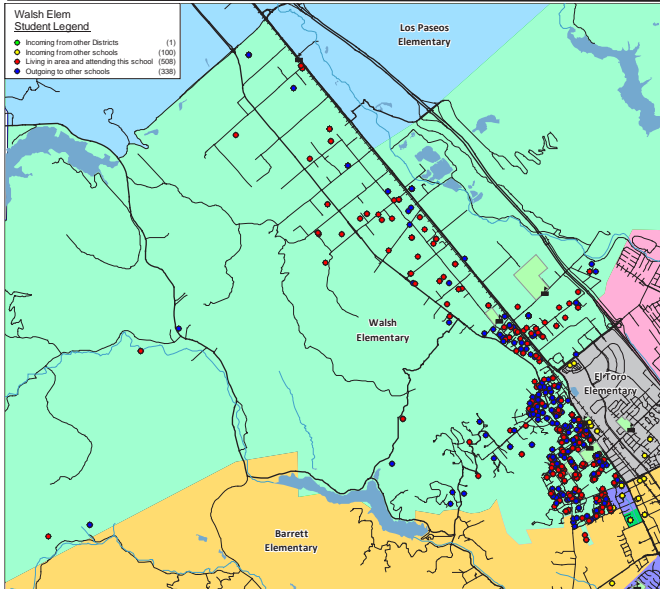 Walsh Elem
Student Legend
Incoming from other Districts (1)
Incoming from other schools (100)
Living in area and attending this school (508)
Outgoing to other schools (338)
Los Paseos
Elementary
Walsh
Elementary
El Toro
Elementary
Barrett
Elementary